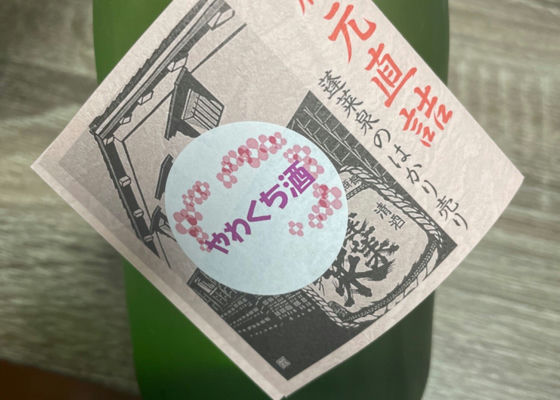 元直詰
蓬莱泉のはかり売り
やわくち酒
清酒
蓬莱泉